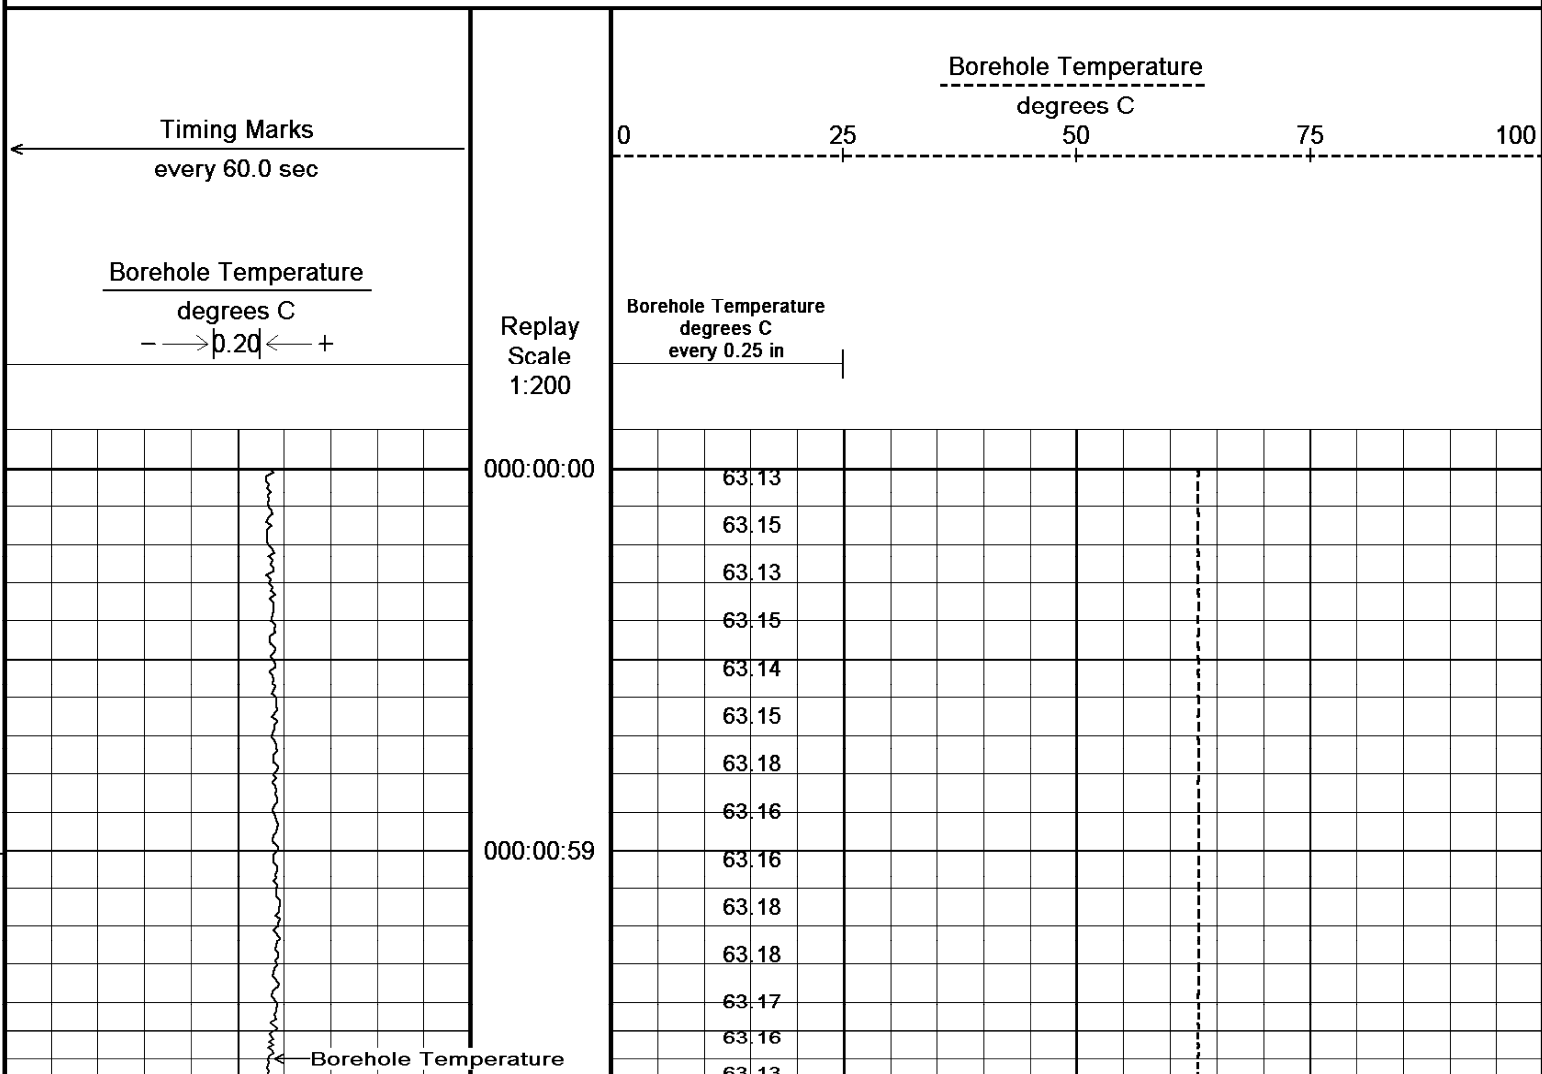 Timing Marks
every 60.0 sec
Borehole Temperature
degrees C
− 0.20 +
Replay
Scale
1:200
Borehole Temperature
degrees C
0 25 50 75 100
Borehole Temperature
degrees C
every 0.25 in
000:00:00
63.13
63.15
63.13
63.15
63.14
63.15
63.18
63.16
000:00:59
63.16
63.18
63.18
63.17
63.16
Borehole Temperature
63.13